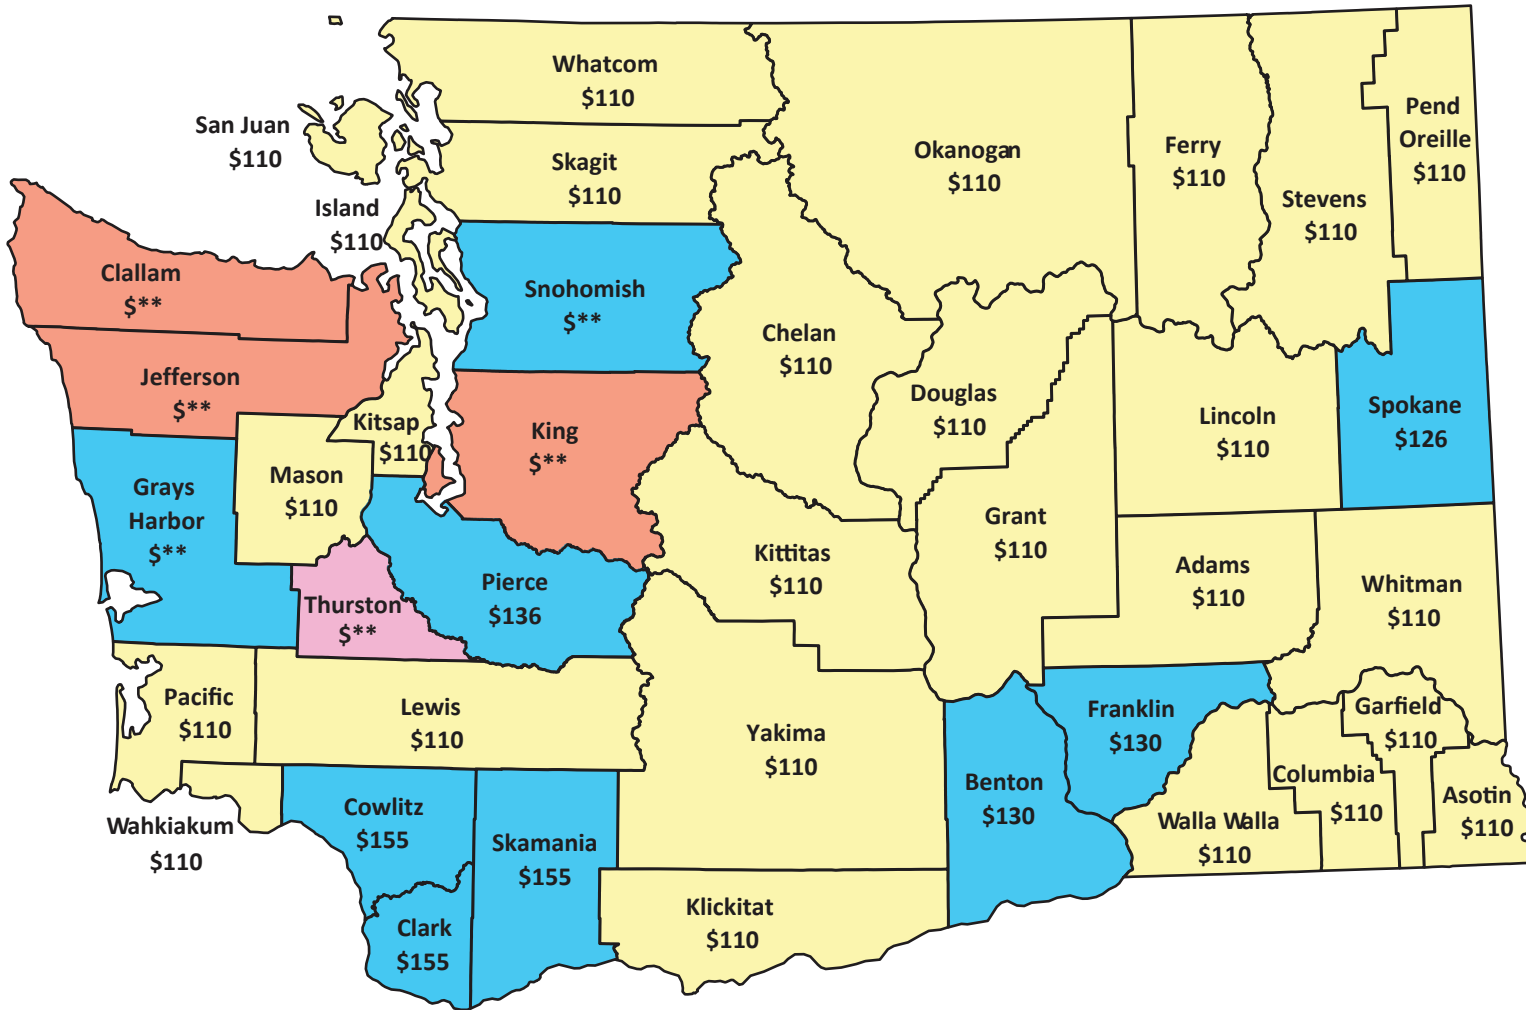 Whatcom
$110
San Juan
$110
Skagit
$110
Island
$110
Okanogan
$110
Ferry
$110
Pend
Oreille
$110
Stevens
$110
Clallam
$**
Snohomish
$**
Chelan
$110
Jefferson
$**
Kitsap
$110
King
$**
Douglas
$110
Lincoln
$110
Spokane
$126
Mason
$110
Grays
Harbor
$**
Grant
$110
Kittitas
$110
Adams
$110
Whitman
$110
Pierce
$136
Thurston
$**
Pacific
$110
Lewis
$110
Yakima
$110
Franklin
$130
Garfield
$110
Benton
$130
Columbia
$110
Asotin
$110
Walla Walla
$110
Wahkiakum
$110
Cowlitz
$155
Skamania
$155
Clark
$155
Klickitat
$110